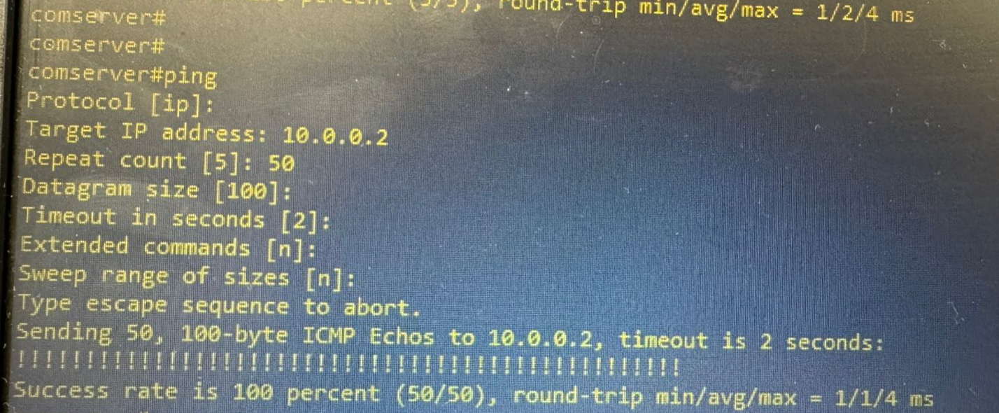 percent round-trip min/avg/max = 1/2/4 ms
comserver#
comserver#
comserver#ping
Protocol [ip]:
Target IP address: 10.0.0.2
Repeat count [5]: 50
Datagram size [100]:
Timeout in seconds [2]:
Extended commands [n]:
Sweep range of sizes [n]:
Type escape sequence to abort.
Sending 50, 100-byte ICMP Echos to 10.0.0.2, timeout is 2 seconds:
!!!!!!!!!!!!!!!!!!!!!!!!!!!!!!!!!!!!!!!!!!!!!!!!!!
Success rate is 100 percent (50/50), round-trip min/avg/max = 1/1/4 ms